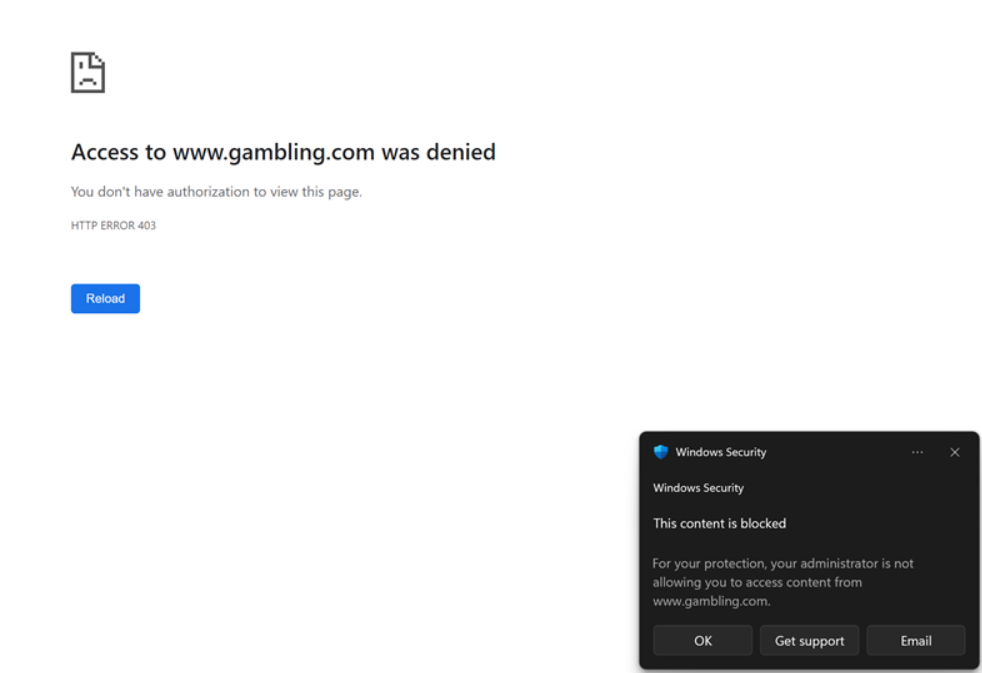 Access to www.gambling.com was denied
You don't have authorization to view this page.
HTTP ERROR 403
Reload
Windows Security
Windows Security
This content is blocked
For your protection, your administrator is not
allowing you to access content from
www.gambling.com.
OK
Get support
Email